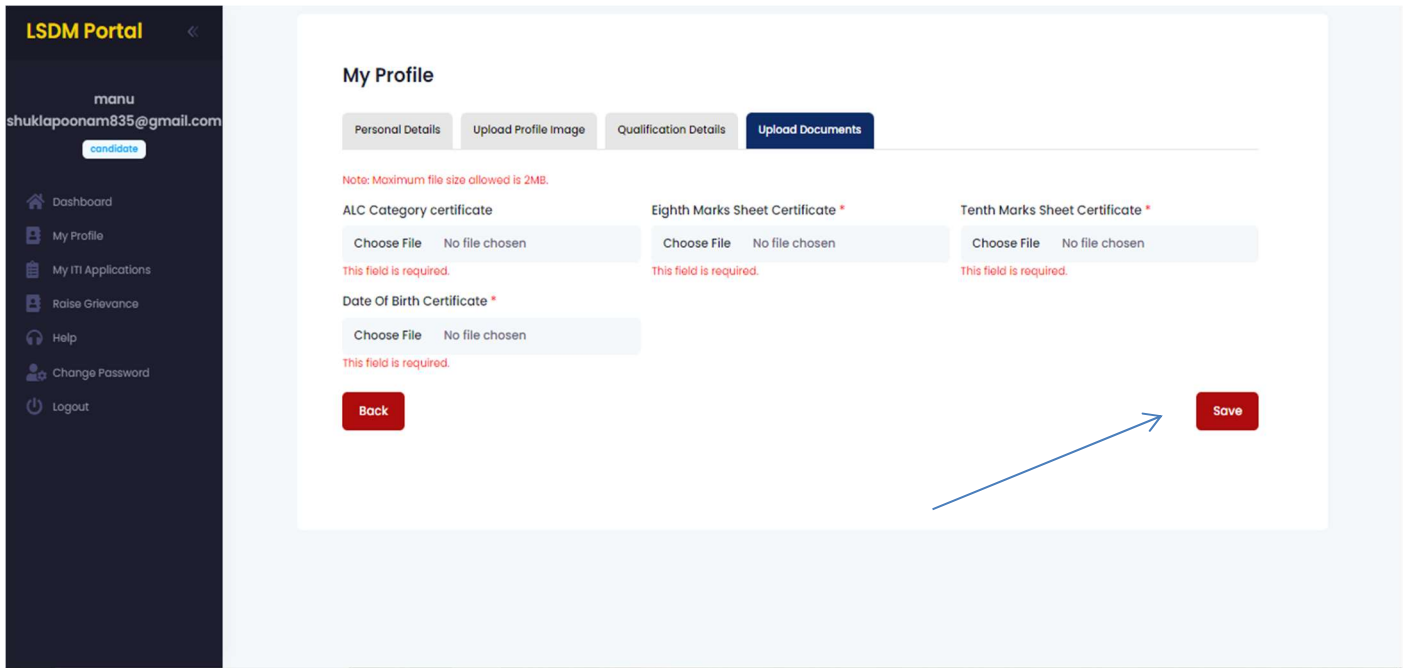 LSDM Portal
manu
shuklapoonam835@gmail.com
candidate
Dashboard
My Profile
My ITI Applications
Raise Grievance
Help
Change Password
Logout
My Profile
Personal Details Upload Profile Image Qualification Details Upload Documents
Note: Maximum file size allowed is 2MB.
ALC Category certificate Eighth Marks Sheet Certificate * Tenth Marks Sheet Certificate *
Choose File No file chosen Choose File No file chosen Choose File No file chosen
This field is required. This field is required. This field is required.
Date Of Birth Certificate *
Choose File No file chosen
This field is required.
Back Save